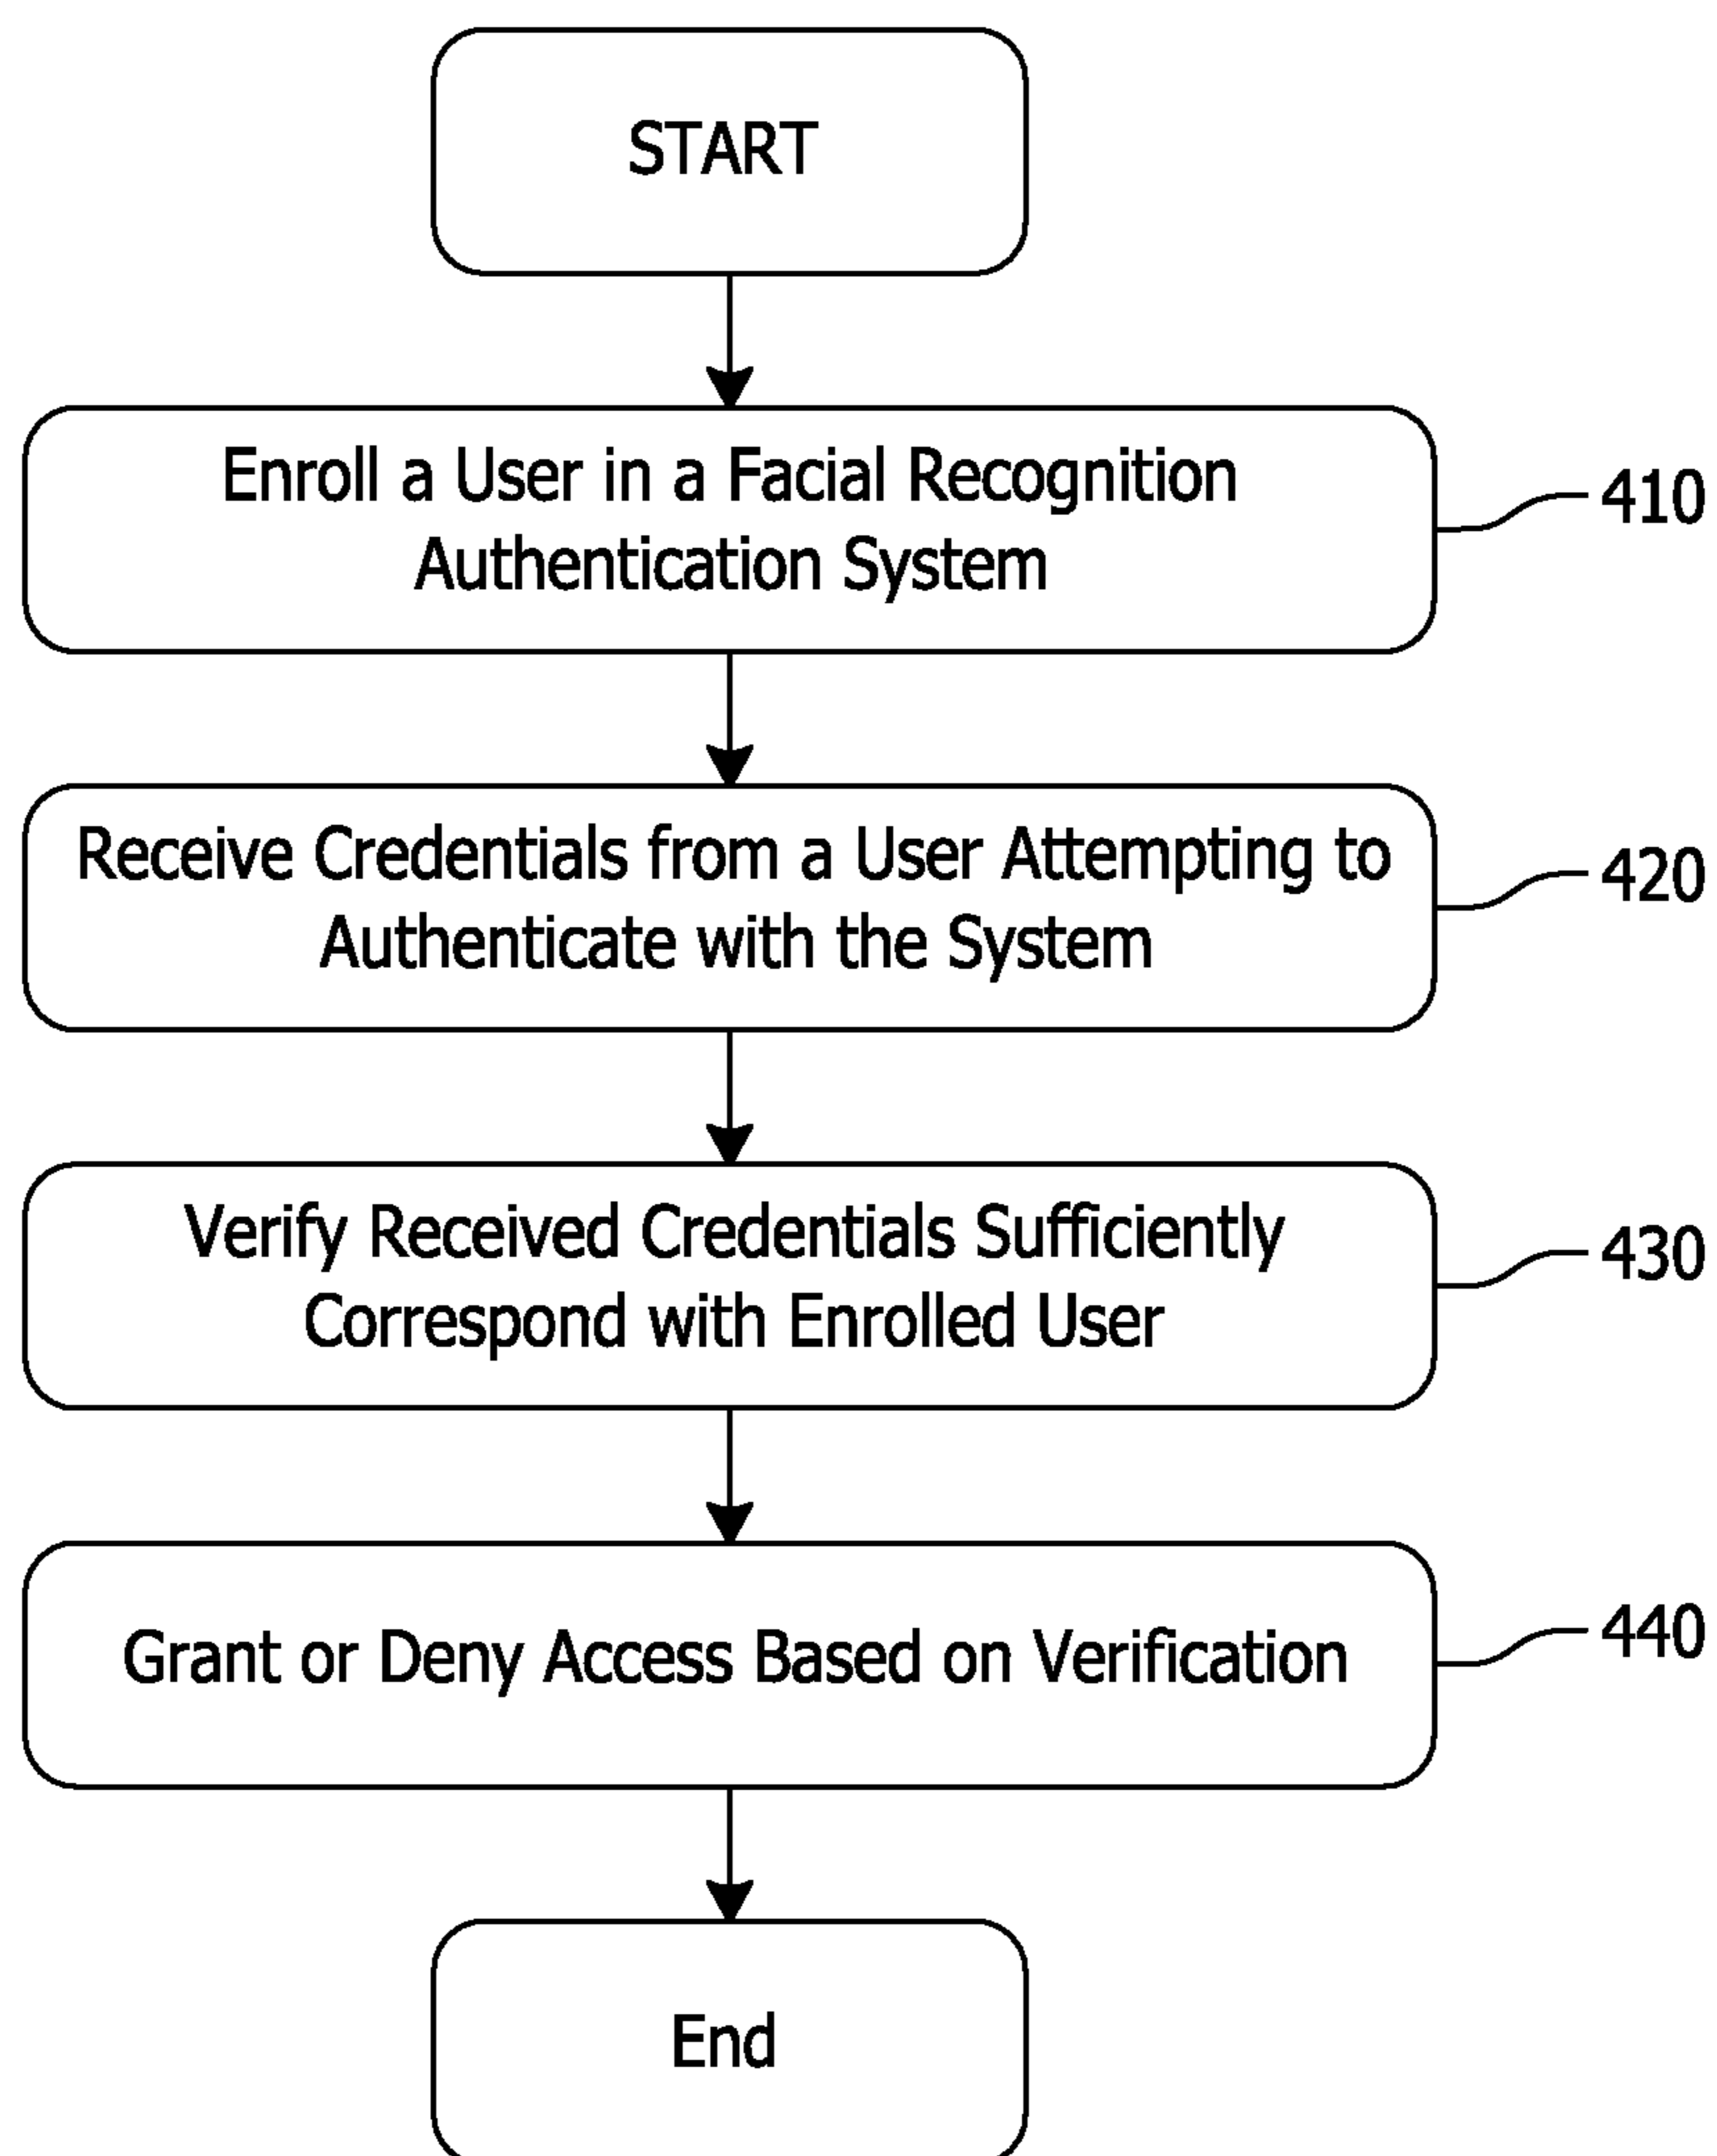 START
Enroll a User in a Facial Recognition
Authentication System
410
Receive Credentials from a User Attempting to
Authenticate with the System
420
Verify Received Credentials Sufficiently
Correspond with Enrolled User
430
Grant or Deny Access Based on Verification
440
End